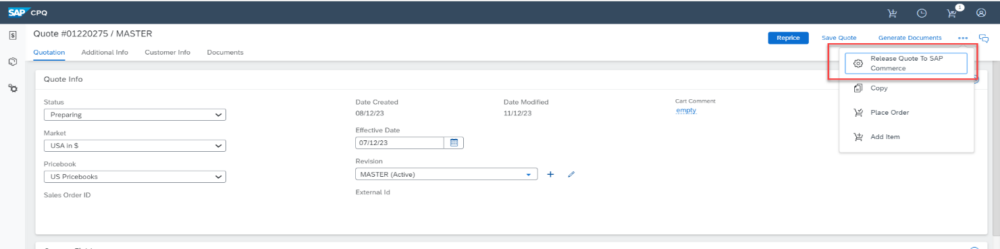 SAP CPQ
1
Quote #01220275 / MASTER
Reprice
Save Quote
Generate Documents
Quotation
Additional Info
Customer Info
Documents
Release Quote To SAP
Commerce
Copy
Place Order
Add Item
Quote Info
Status
Preparing
Market
USA in $
Pricebook
US Pricebooks
Sales Order ID
Date Created
08/12/23
Date Modified
11/12/23
Cart Comment
empty
Effective Date
07/12/23
Revision
MASTER (Active)
External Id